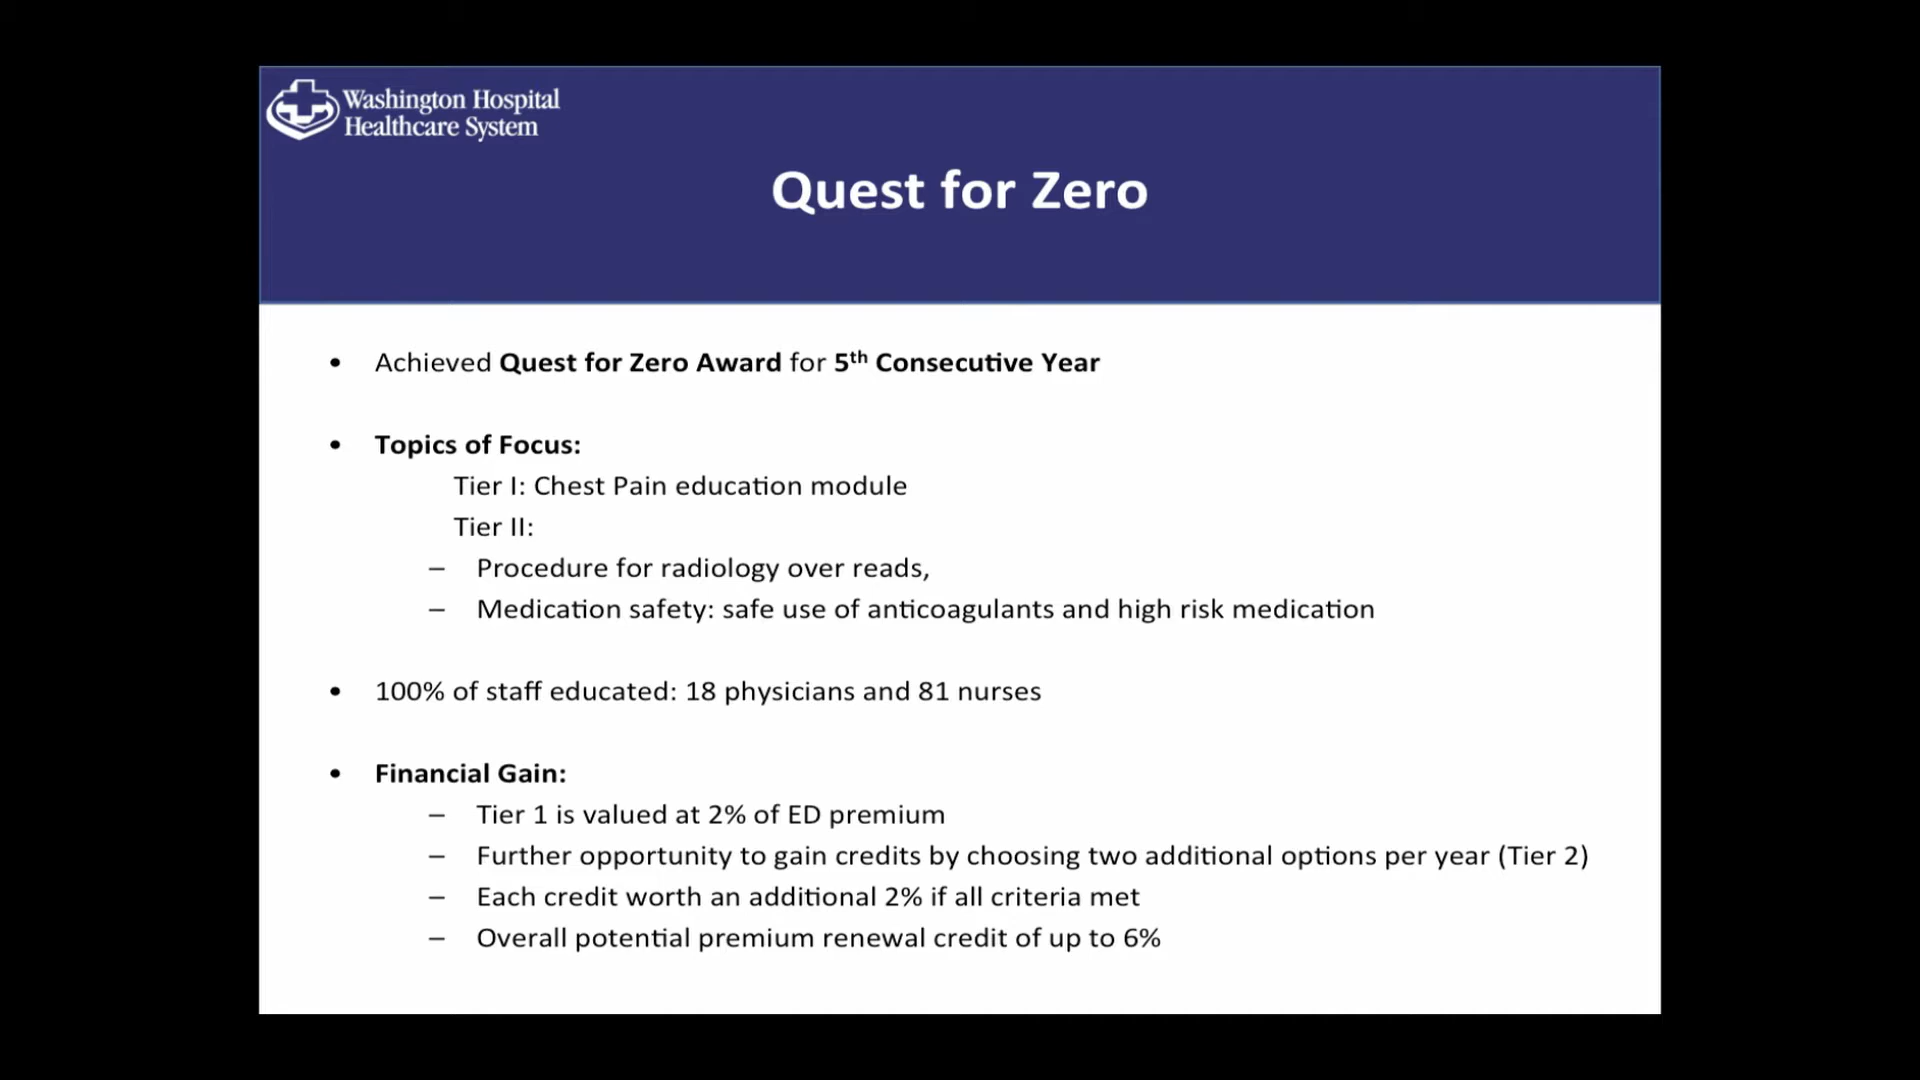 Washington Hospital
Healthcare System
Quest for Zero
• Achieved Quest for Zero Award for 5th Consecutive Year
• Topics of Focus:
Tier I: Chest Pain education module
Tier II:
– Procedure for radiology over reads,
– Medication safety: safe use of anticoagulants and high risk medication
• 100% of staff educated: 18 physicians and 81 nurses
• Financial Gain:
– Tier 1 is valued at 2% of ED premium
– Further opportunity to gain credits by choosing two additional options per year (Tier 2)
– Each credit worth an additional 2% if all criteria met
– Overall potential premium renewal credit of up to 6%